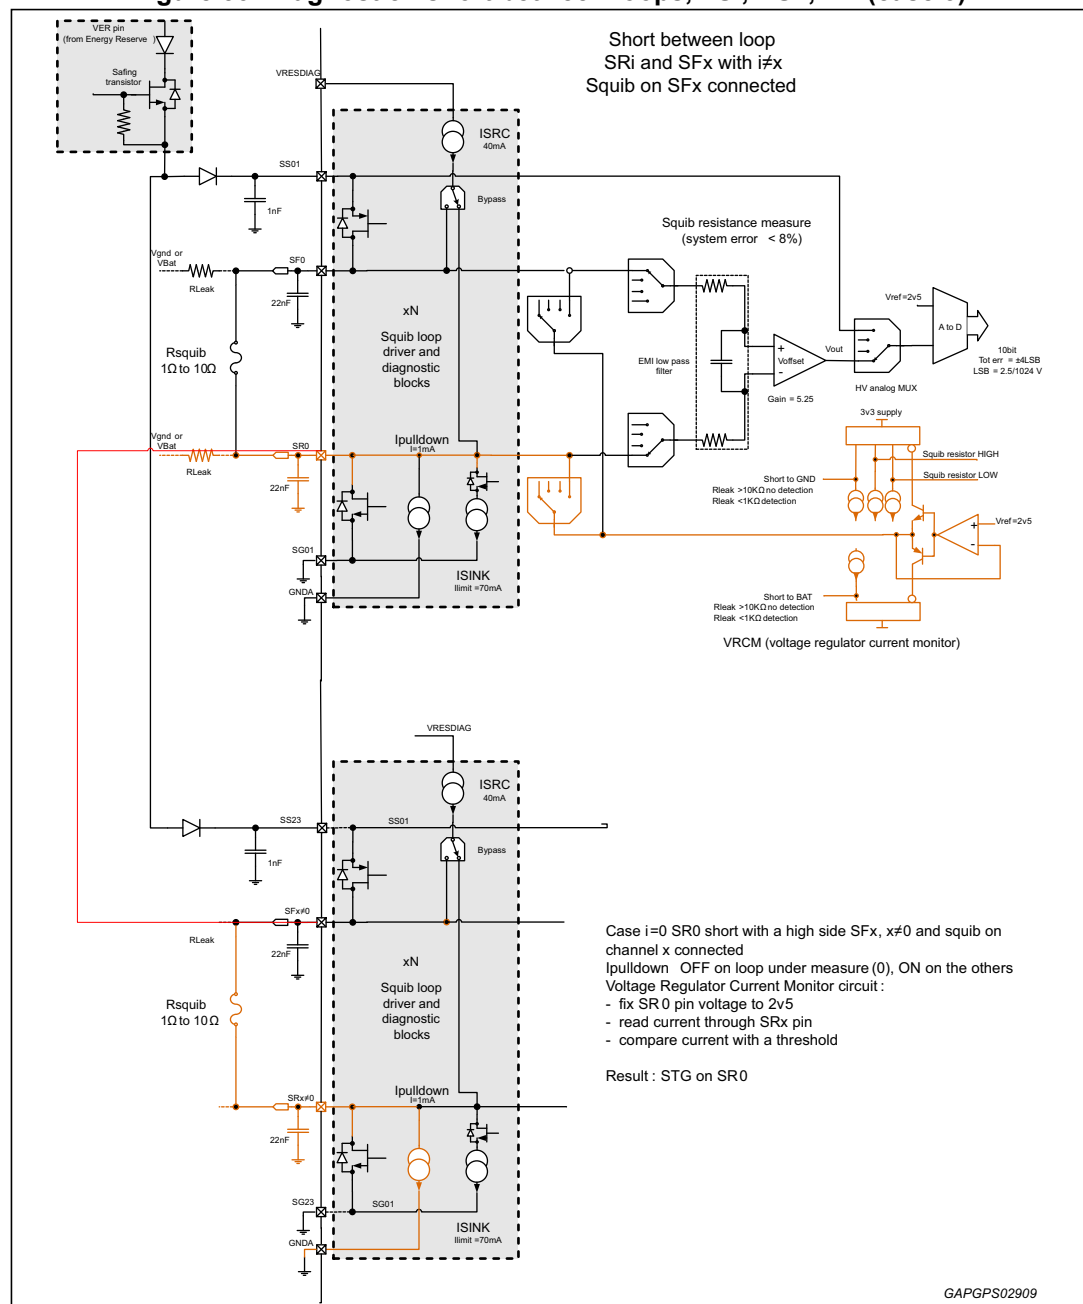 VER pin
(from Energy Reserve )
Safing
transistor
Short between loop
SRi and SFx with i≠x
Squib on SFx connected
VRESDIAG
ISRC
40mA
SS01
1nF
Bypass
Squib resistance measure
(system error < 8%)
Vgnd or
VBat
RLeak
SF0
22nF
xN
Squib loop
driver and
diagnostic
blocks
Rsquib
1Ω to 10Ω
EMI low pass
filter
+
Voffset
-
Gain = 5.25
Vout
Vref=2v5
A to D
HV analog MUX
10bit
Tot err = ±4LSB
LSB = 2.5/1024 V
Vgnd or
VBat
RLeak
SR0
22nF
Ipulldown
I=1mA
3v3 supply
Squib resistor HIGH
Squib resistor LOW
Short to GND
Rleak >10KΩ no detection
Rleak <1KΩ detection
+
-
Vref=2v5
SG01
GNDA
ISINK
Ilimit =70mA
Short to BAT
Rleak >10KΩ no detection
Rleak <1KΩ detection
VRCM (voltage regulator current monitor)
VRESDIAG
ISRC
40mA
SS23
SS01
1nF
Bypass
SFx≠0
RLeak
22nF
xN
Squib loop
driver and
diagnostic
blocks
Rsquib
1Ω to 10Ω
Case i=0 SR0 short with a high side SFx, x≠0 and squib on
channel x connected
Ipulldown OFF on loop under measure (0), ON on the others
Voltage Regulator Current Monitor circuit :
- fix SR0 pin voltage to 2v5
- read current through SRx pin
- compare current with a threshold
Result : STG on SR0
Ipulldown
I=1mA
SRx≠0
22nF
SG23
SG01
GNDA
ISINK
Ilimit =70mA
GAPGPS02909